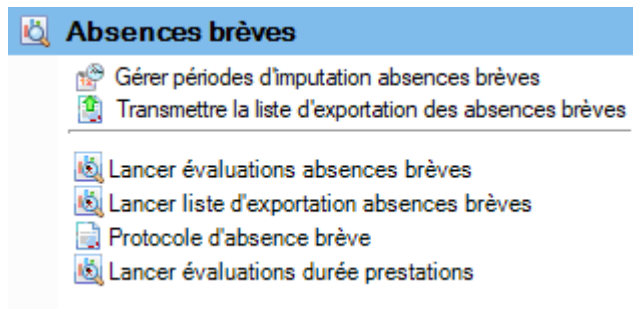 Absences brèves
Gérer périodes d'imputation absences brèves
Transmettre la liste d'exportation des absences brèves
Lancer évaluations absences brèves
Lancer liste d'exportation absences brèves
Protocole d'absence brève
Lancer évaluations durée prestations